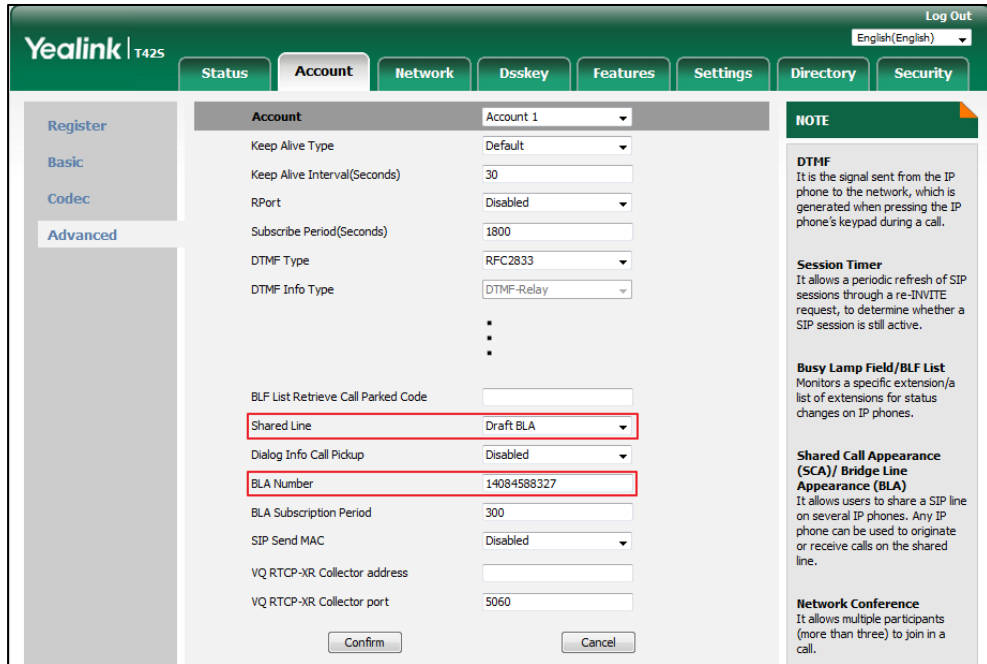 Log Out
Yealink T42S
English(English)
Status Account Network Dsskey Features Settings Directory Security
Register
Basic
Codec
Advanced
Account Account 1
Keep Alive Type Default
Keep Alive Interval(Seconds) 30
RPort Disabled
Subscribe Period(Seconds) 1800
DTMF Type RFC2833
DTMF Info Type DTMF-Relay
BLF List Retrieve Call Parked Code
Shared Line Draft BLA
Dialog Info Call Pickup Disabled
BLA Number 14084588327
BLA Subscription Period 300
SIP Send MAC Disabled
VQ RTCP-XR Collector address
VQ RTCP-XR Collector port 5060
Confirm Cancel
NOTE
DTMF
It is the signal sent from the IP
phone to the network, which is
generated when pressing the IP
phone's keypad during a call.
Session Timer
It allows a periodic refresh of SIP
sessions through a re-INVITE
request, to determine whether a
SIP session is still active.
Busy Lamp Field/BLF List
Monitors a specific extension/a
list of extensions for status
changes on IP phones.
Shared Call Appearance
(SCA)/ Bridge Line
Appearance (BLA)
It allows users to share a SIP line
on several IP phones. Any IP
phone can be used to originate
or receive calls on the shared
line.
Network Conference
It allows multiple participants
(more than three) to join in a
call.